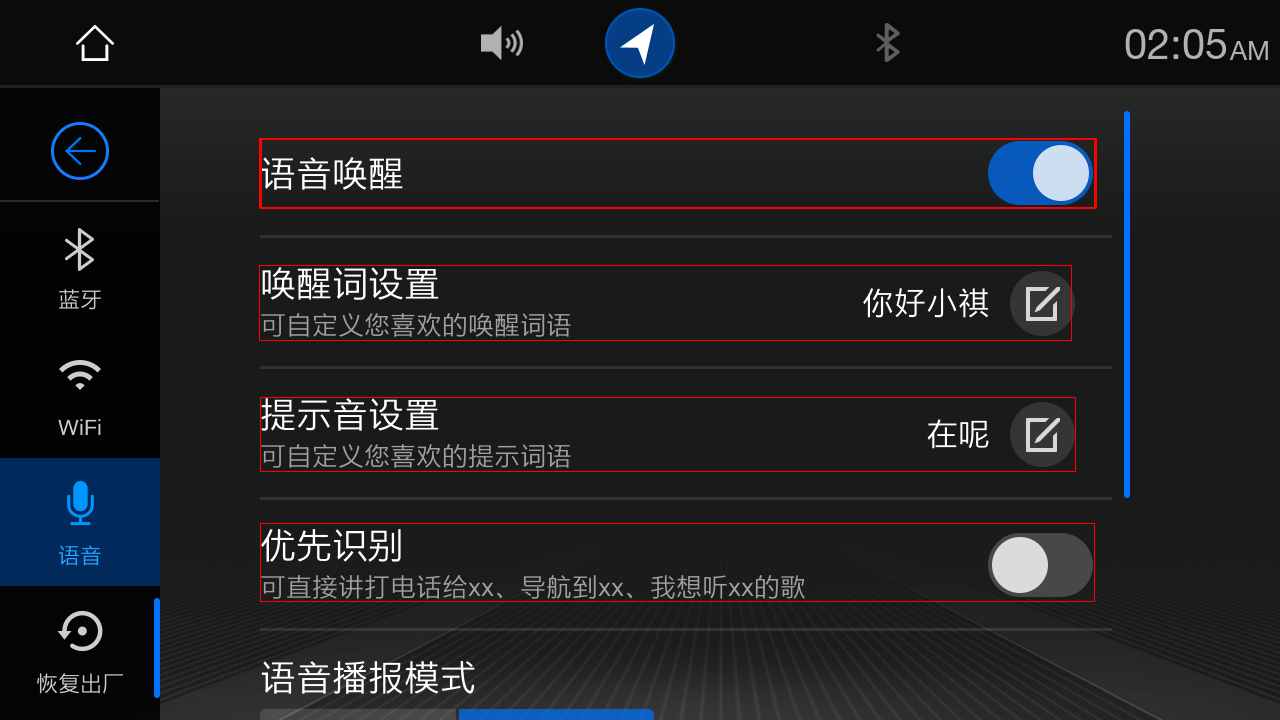 02:05AM
蓝牙
WiFi
语音
恢复出厂
语音唤醒
唤醒词设置
可自定义您喜欢的唤醒词语
你好小祺
提示音设置
可自定义您喜欢的提示词语
在呢
优先识别
可直接讲打电话给xx、导航到xx、我想听xx的歌
语音播报模式